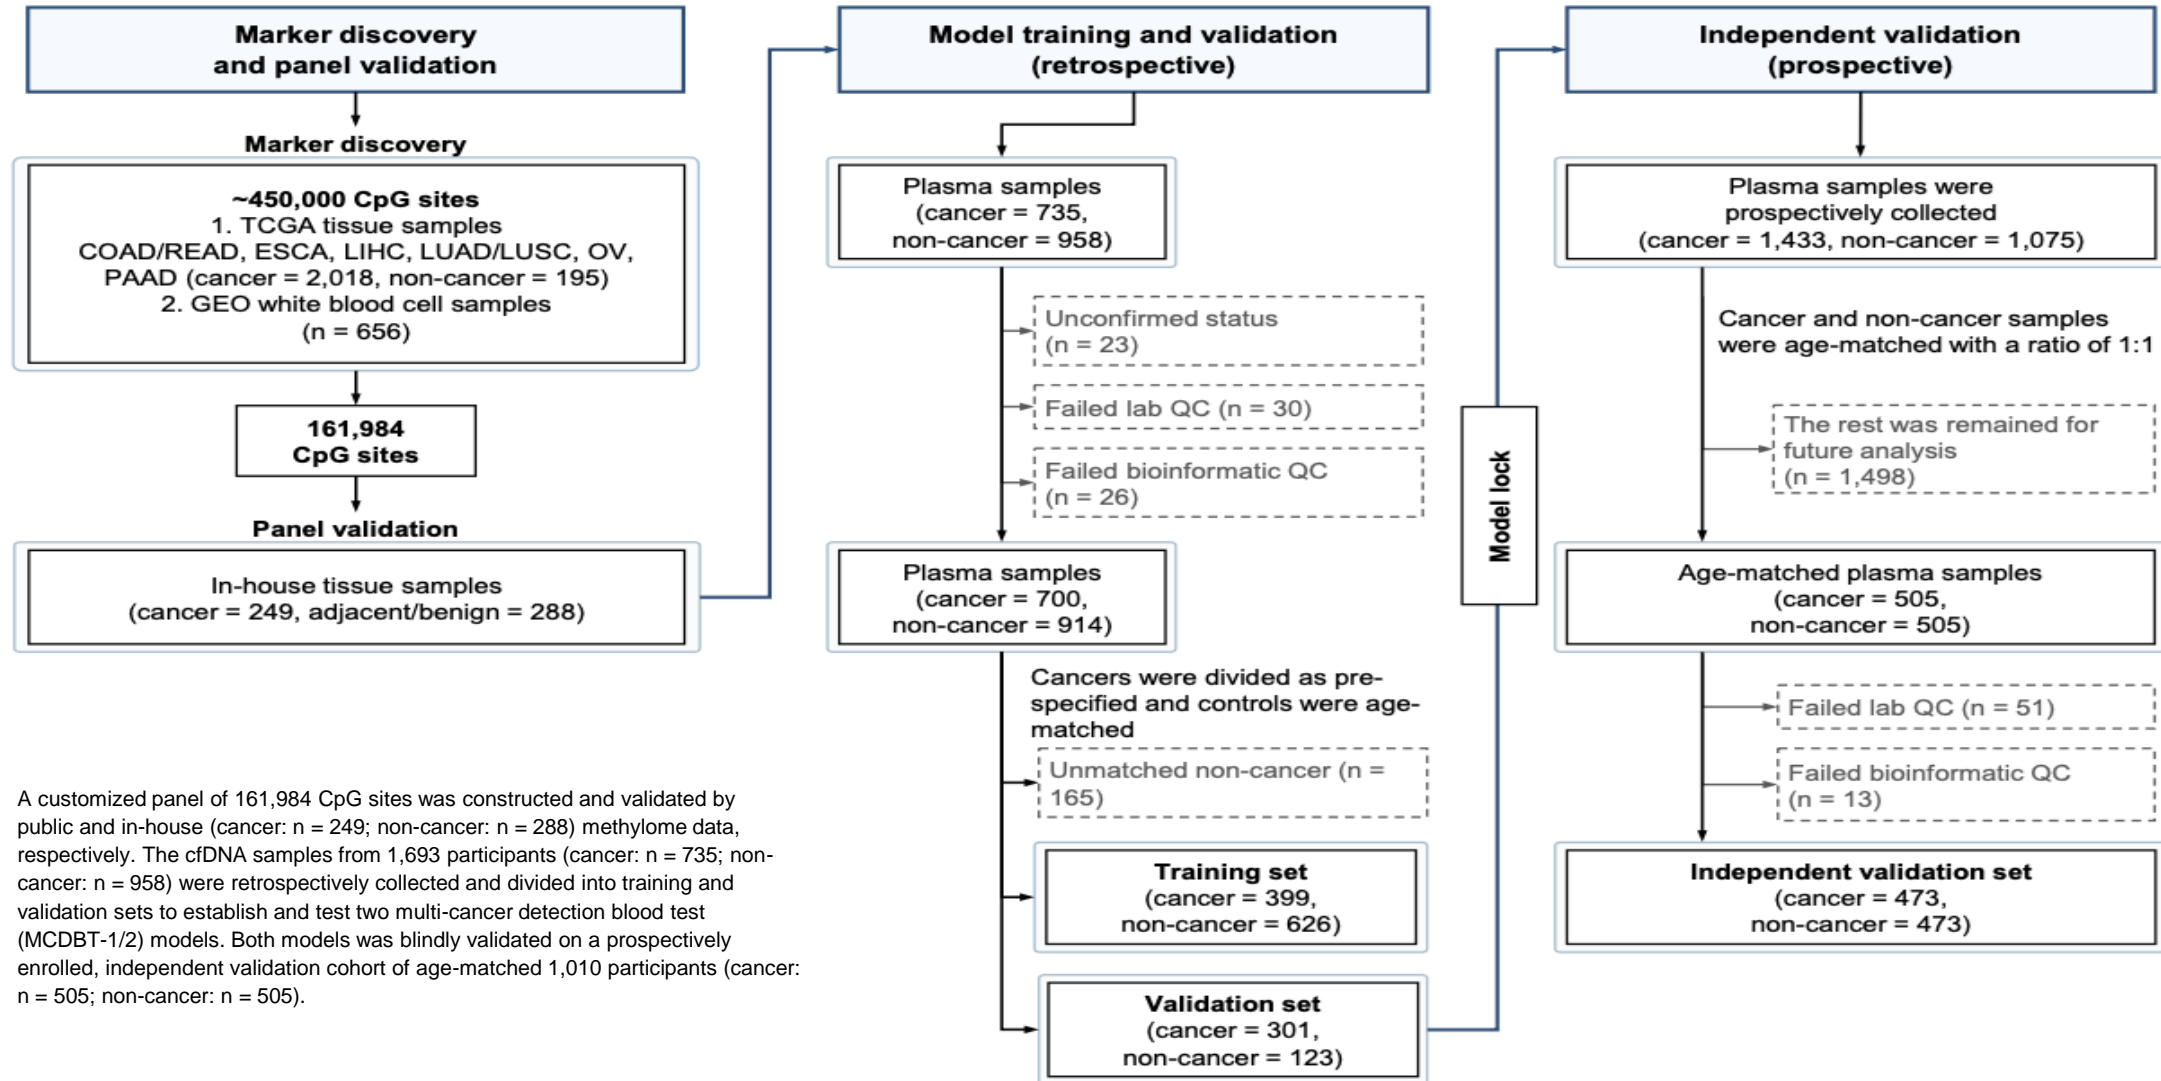 Marker discovery
and panel validation
Marker discovery
~450,000 CpG sites
1. TCGA tissue samples
COAD/READ, ESCA, LIHC, LUAD/LUSC, OV,
PAAD (cancer = 2,018, non-cancer = 195)
2. GEO white blood cell samples
(n = 656)
161,984
CpG sites
Panel validation
In-house tissue samples
(cancer = 249, adjacent/benign = 288)
A customized panel of 161,984 CpG sites was constructed and validated by
public and in-house (cancer: n = 249; non-cancer: n = 288) methylome data,
respectively. The cfDNA samples from 1,693 participants (cancer: n = 735; non-
cancer: n = 958) were retrospectively collected and divided into training and
validation sets to establish and test two multi-cancer detection blood test
(MCDBT-1/2) models. Both models was blindly validated on a prospectively
enrolled, independent validation cohort of age-matched 1,010 participants (cancer:
n = 505; non-cancer: n = 505).
Model training and validation
(retrospective)
Plasma samples
(cancer = 735,
non-cancer = 958)
Unconfirmed status
(n = 23)
Failed lab QC (n = 30)
Failed bioinformatic QC
(n = 26)
Plasma samples
(cancer = 700,
non-cancer = 914)
Cancers were divided as pre-
specified and controls were age-
matched
Unmatched non-cancer (n =
165)
Training set
(cancer = 399,
non-cancer = 626)
Validation set
(cancer = 301,
non-cancer = 123)
Model lock
Independent validation
(prospective)
Plasma samples were
prospectively collected
(cancer = 1,433, non-cancer = 1,075)
Cancer and non-cancer samples
were age-matched with a ratio of 1:1
The rest was remained for
future analysis
(n = 1,498)
Age-matched plasma samples
(cancer = 505,
non-cancer = 505)
Failed lab QC (n = 51)
Failed bioinformatic QC
(n = 13)
Independent validation set
(cancer = 473,
non-cancer = 473)